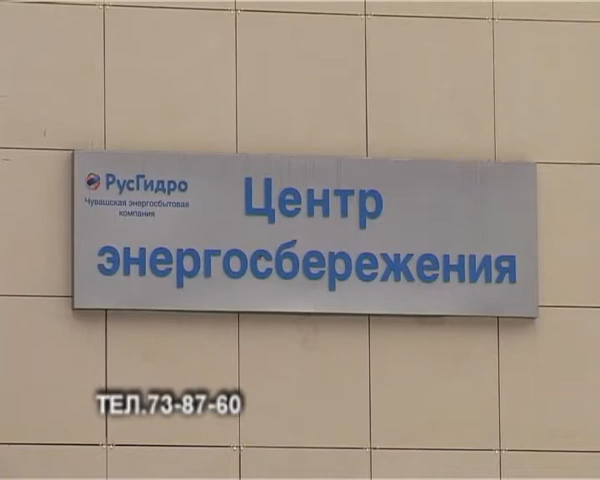 РусГидро
Чувашская энергосбытовая
компания
Центр
энергосбережения
ТЕЛ.73-87-60